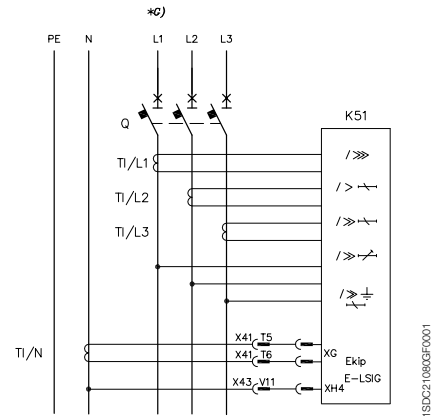 *G)
PE N L1 L2 L3
Q
K51
TI/L1
TI/L2
TI/L3
X41 T5
X41 T6
XG
TI/N
Ekip
E-LSIG
X43 V11
XH4
1SDC21080GF0001